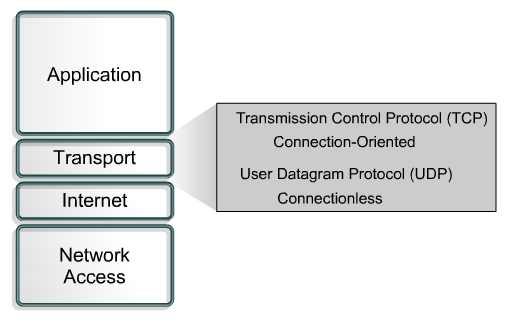 Application
Transport
Internet
Network
Access
Transmission Control Protocol (TCP)
Connection-Oriented
User Datagram Protocol (UDP)
Connectionless